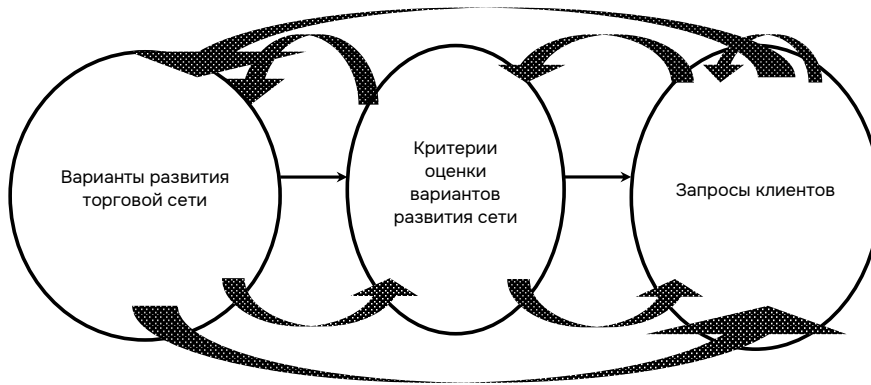 Варианты развития
торговой сети
Критерии
оценки
вариантов
развития сети
Запросы клиентов